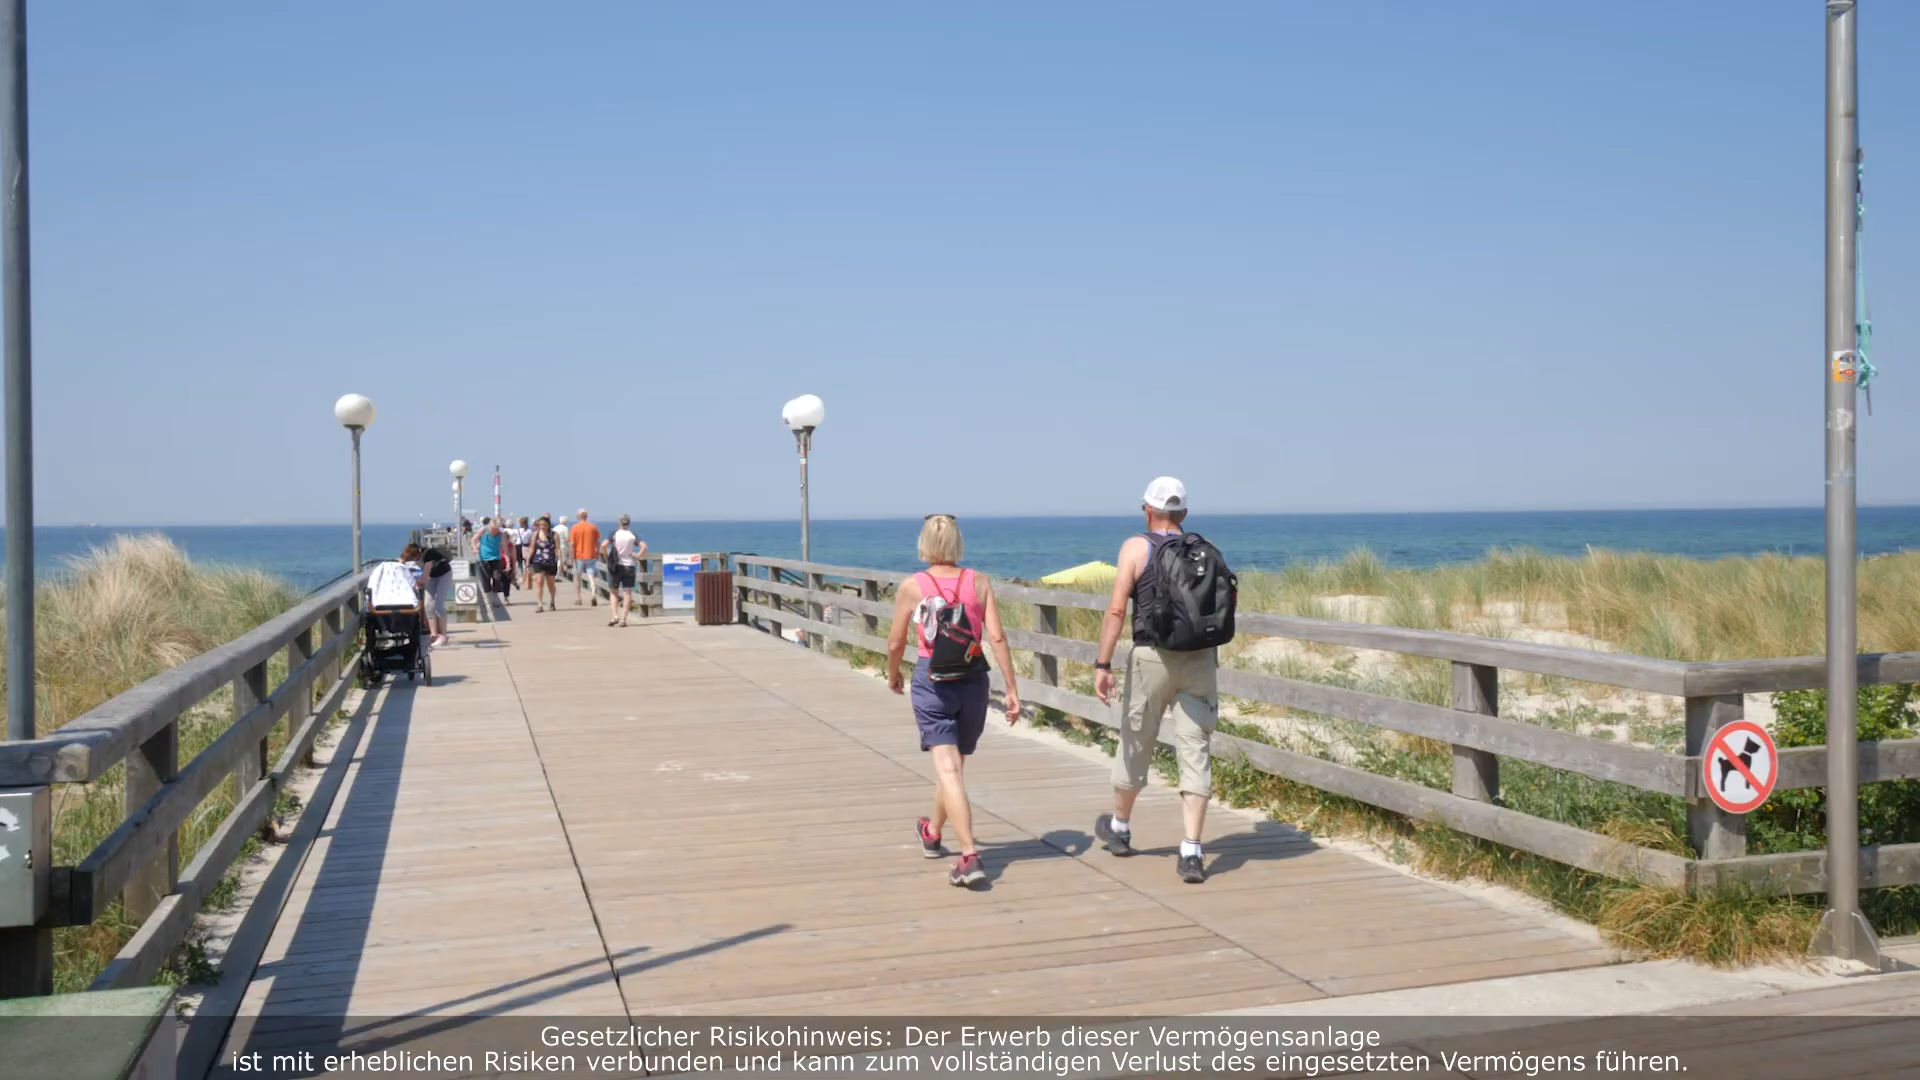 Gesetzlicher Risikohinweis: Der Erwerb dieser Vermögensanlage
ist mit erheblichen Risiken verbunden und kann zum vollständigen Verlust des eingesetzten Vermögens führen.